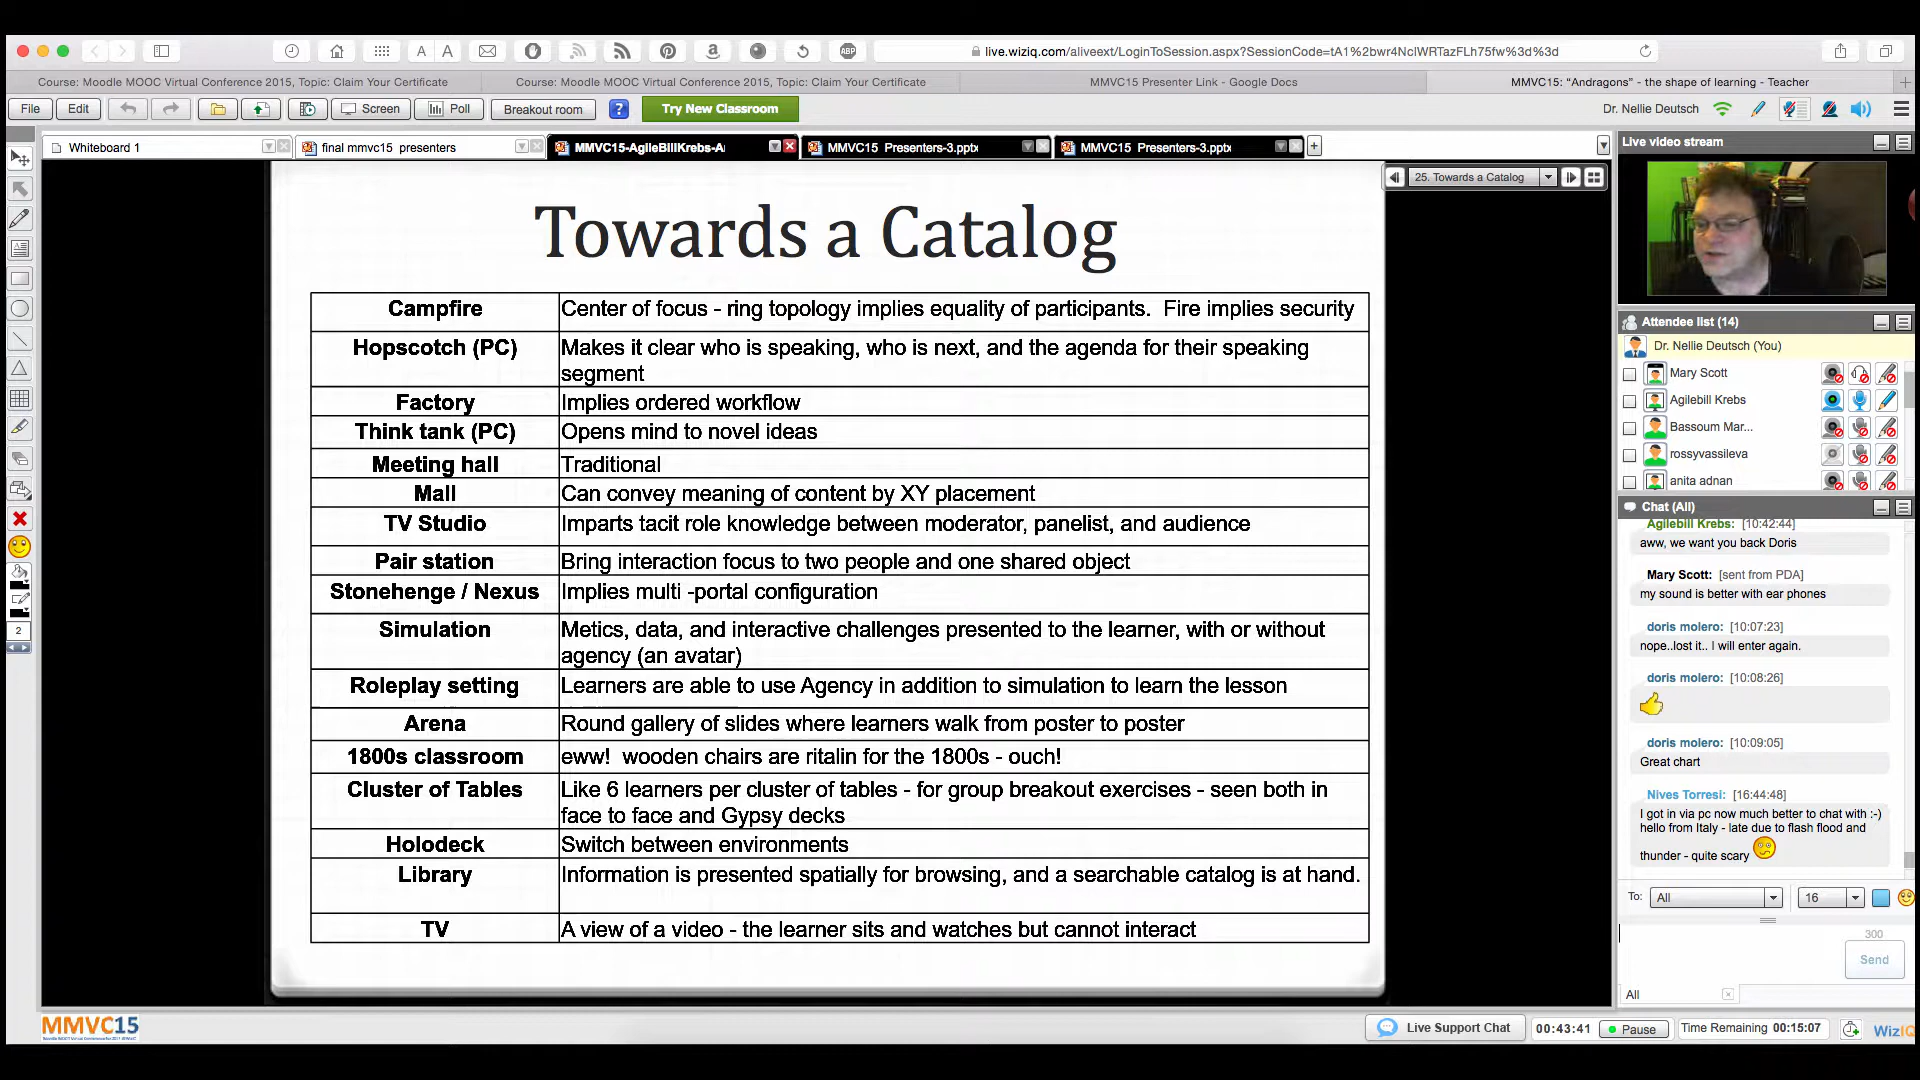 live.wiziq.com/aliveext/LoginToSession.aspx?SessionCode=tA1%2bwr4NclWRTazFLh75fw%3d%3d
A A
ABP
Course: Moodle MOOC Virtual Conference 2015, Topic: Claim Your Certificate
Course: Moodle MOOC Virtual Conference 2015, Topic: Claim Your Certificate
MMVC15 Presenter Link - Google Docs
MMVC15: “Andragons” - the shape of learning - Teacher
File Edit Screen Poll Breakout room ? Try New Classroom
Dr. Nellie Deutsch
Whiteboard 1
final mmvc15 presenters
MMVC15-AgileBillKrebs-A
MMVC15 Presenters-3.pptx
MMVC15 Presenters-3.pptx
25. Towards a Catalog
Towards a Catalog
Campfire Center of focus - ring topology implies equality of participants. Fire implies security
Hopscotch (PC) Makes it clear who is speaking, who is next, and the agenda for their speaking
segment
Factory Implies ordered workflow
Think tank (PC) Opens mind to novel ideas
Meeting hall Traditional
Mall Can convey meaning of content by XY placement
TV Studio Imparts tacit role knowledge between moderator, panelist, and audience
Pair station Bring interaction focus to two people and one shared object
Stonehenge / Nexus Implies multi -portal configuration
Simulation Metics, data, and interactive challenges presented to the learner, with or without
agency (an avatar)
Roleplay setting Learners are able to use Agency in addition to simulation to learn the lesson
Arena Round gallery of slides where learners walk from poster to poster
1800s classroom eww! wooden chairs are ritalin for the 1800s - ouch!
Cluster of Tables Like 6 learners per cluster of tables - for group breakout exercises - seen both in
face to face and Gypsy decks
Holodeck Switch between environments
Library Information is presented spatially for browsing, and a searchable catalog is at hand.
TV A view of a video - the learner sits and watches but cannot interact
2
Live video stream
Attendee list (14)
Dr. Nellie Deutsch (You)
Mary Scott
Agilebill Krebs
Bassoum Mar...
rossyvassileva
anita adnan
Chat (All)
Agilebill Krebs: [10:42:44]
aww, we want you back Doris
Mary Scott: [sent from PDA]
my sound is better with ear phones
doris molero: [10:07:23]
nope..lost it.. I will enter again.
doris molero: [10:08:26]
doris molero: [10:09:05]
Great chart
Nives Torresi: [16:44:48]
I got in via pc now much better to chat with :-)
hello from Italy - late due to flash flood and
thunder - quite scary
To: All 16
300
Send
All
MMVC15
Live Support Chat
00:43:41 Pause
Time Remaining 00:15:07
WizIQ